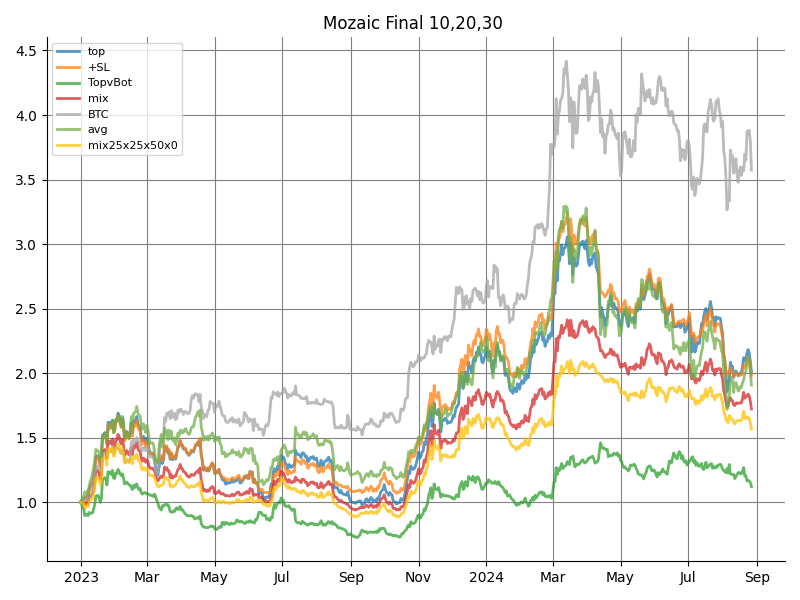 Mozaic Final 10,20,30
top
+SL
TopvBot
mix
BTC
avg
mix25x25x50x0
4.5
4.0
3.5
3.0
2.5
2.0
1.5
1.0
2023 Mar May Jul Sep Nov 2024 Mar May Jul Sep